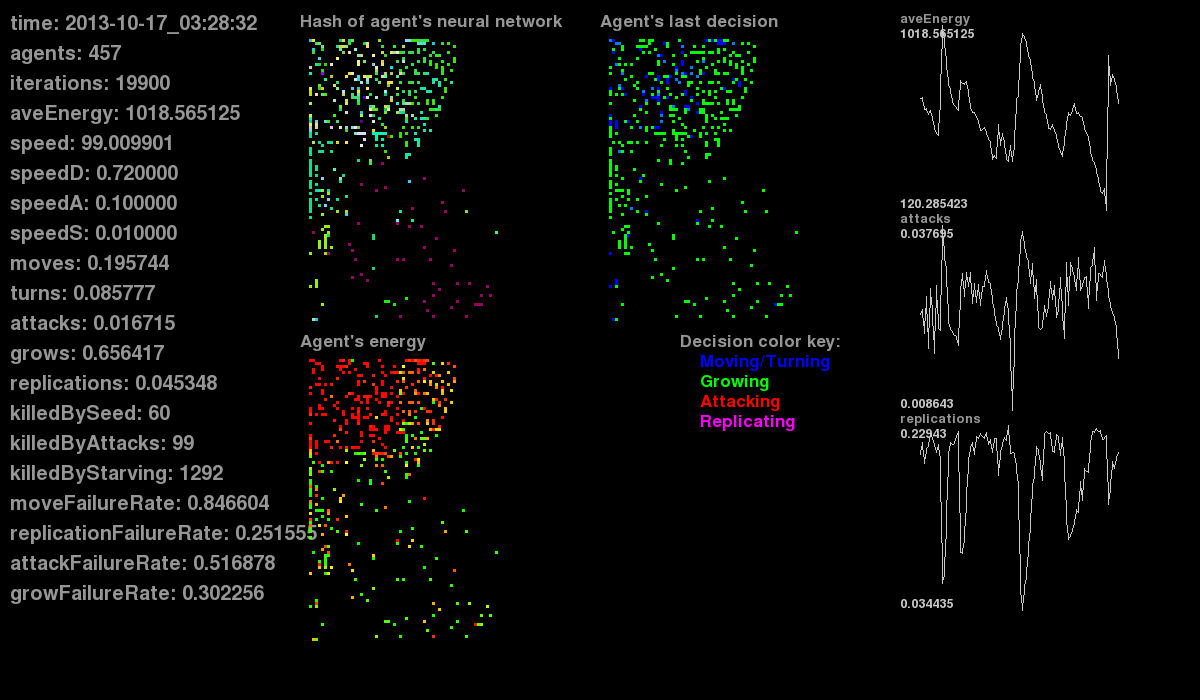 time: 2013-10-17_03:28:32
agents: 457
iterations: 19900
aveEnergy: 1018.565125
speed: 99.009901
speedD: 0.720000
speedA: 0.100000
speedS: 0.010000
moves: 0.195744
turns: 0.085777
attacks: 0.016715
grows: 0.656417
replications: 0.045348
killedBySeed: 60
killedByAttacks: 99
killedByStarving: 1292
moveFailureRate: 0.846604
replicationFailureRate: 0.251555
attackFailureRate: 0.516878
growFailureRate: 0.302256
Hash of agent's neural network
Agent's last decision
Agent's energy
Decision color key:
Moving/Turning
Growing
Attacking
Replicating
aveEnergy
1018.565125
120.285423
attacks
0.037695
0.008643
replications
0.22943
0.034435